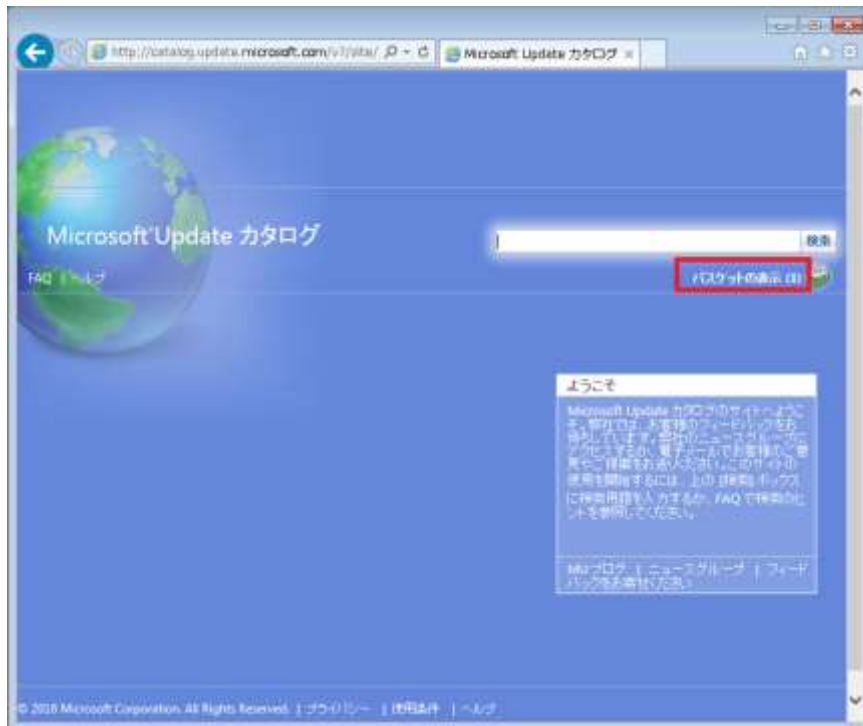 http://catalog.update.microsoft.com/v7/site/
Microsoft Update カタログ
Microsoft Update カタログ
検索
FAQ | ヘルプ
バスケットの表示
ようこそ
Microsoft Update カタログのサイトへようこ
そ。弊社では、お客様のフィードバックをお
待ちしています。弊社のニュースグループに
アクセスするか、電子メールでお客様のご意
見やご提案をお送りください。このサイトの
使用を開始するには、上の [検索] ボックス
に検索用語を入力するか、FAQ で検索のヒ
ントを参照してください。
MU ブログ | ニュースグループ | フィード
バックをお寄せください
Microsoft Corporation. All Rights Reserved. | プライバシー | 使用条件 | ヘルプ